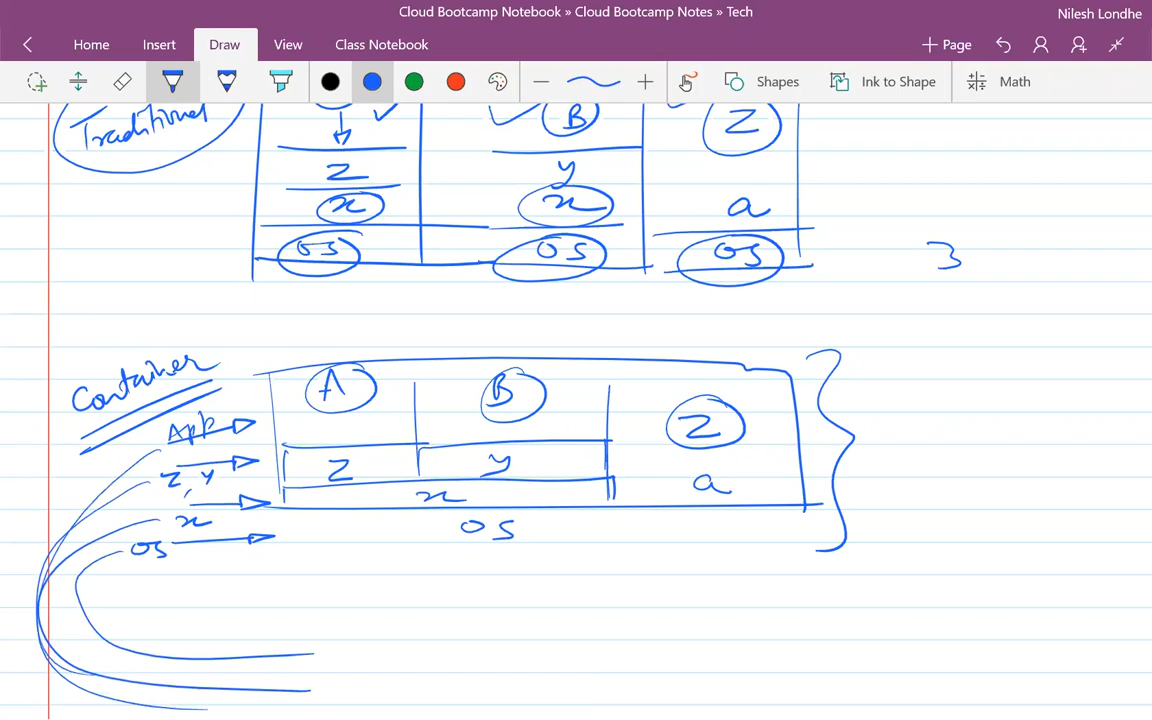 Cloud Bootcamp Notebook » Cloud Bootcamp Notes » Tech
Nilesh Londhe
Home Insert Draw View Class Notebook
Page
Shapes Ink to Shape Math
Traditional
B Z
z y
x x a
OS OS OS
3
Container
A B
App
Z
z, y
z y a
x x
OS OS